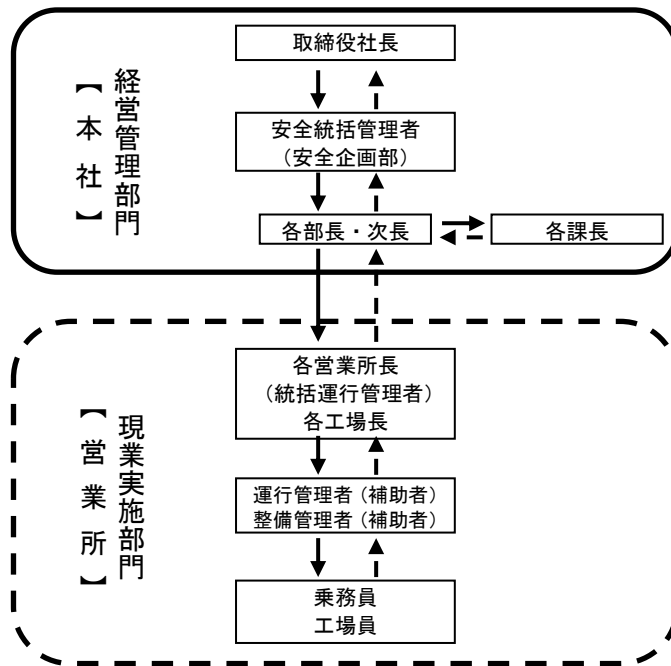 取締役社長
経営管理部門
【本社】
安全統括管理者
（安全企画部）
各部長・次長
各課長
各営業所長
（統括運行管理者）
各工場長
現業実施部門
【営業所】
運行管理者（補助者）
整備管理者（補助者）
乗務員
工場員